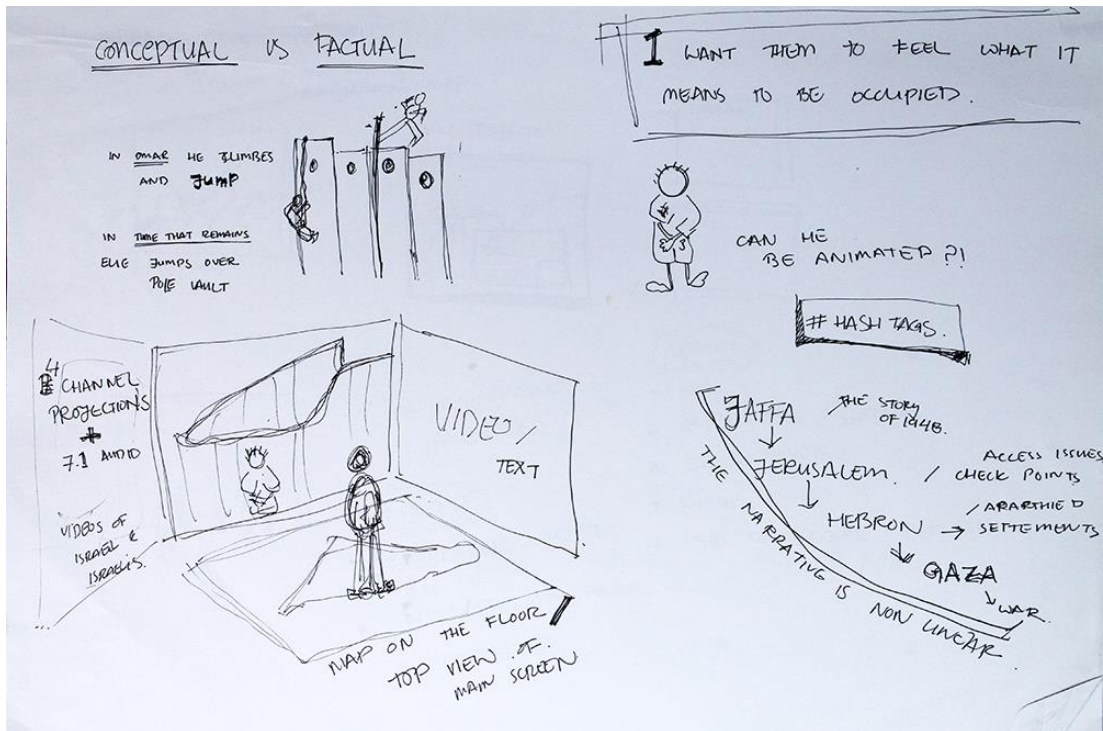 CONCEPTUAL VS FACTUAL
IN OMAR HE JLIMBES
AND JUMP
IN TIME THAT REMAINS
ELIE JUMPS OVER
POLE VAULT
I WANT THEM TO FEEL WHAT IT
MEANS TO BE OCCUPIED.
CAN HE
BE ANIMATED ?!
# HASH TAGS.
4 CHANNEL
PROJECTIONS
+
7.1 AUDIO
VIDEOS OF
ISRAEL &
ISRAELIS.
VIDEO /
TEXT
MAP ON THE FLOOR /
TOP VIEW OF
MAIN SCREEN
JAFFA / THE STORY
OF 1948.
↓
JERUSALEM / ACCESS ISSUES
CHECK POINTS
↓
HEBRON / APARTHIED
→ SETTEMENTS
↓
GAZA
↓ WAR
THE NARRATIVE IS NON LINEAR.